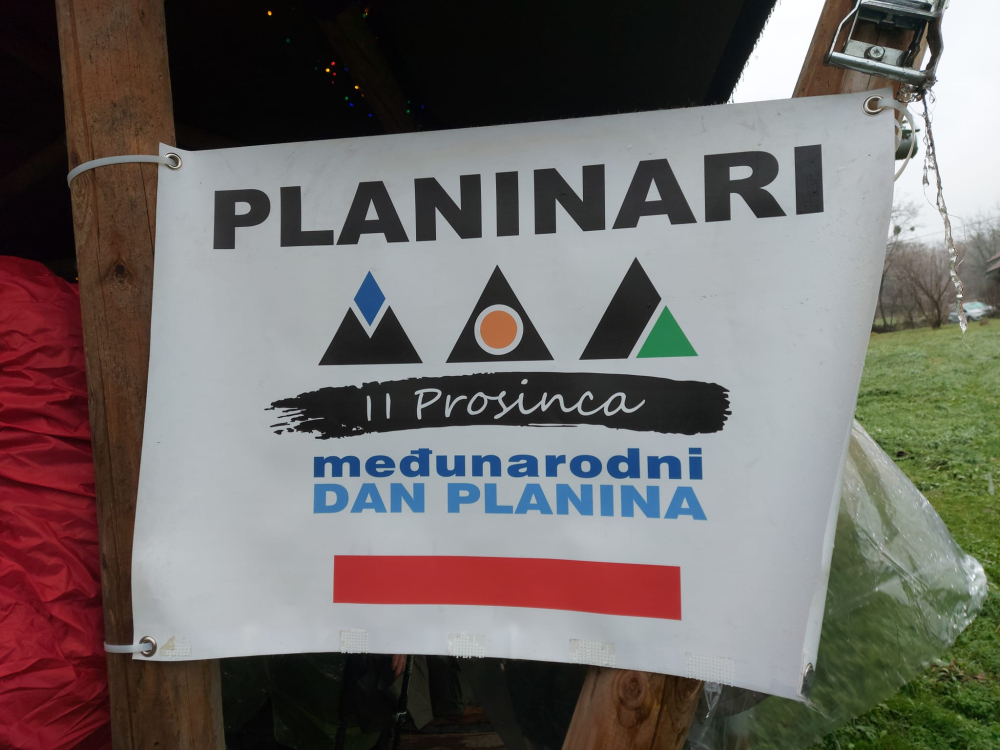 PLANINARI
11 Prosinca
međunarodni
DAN PLANINA